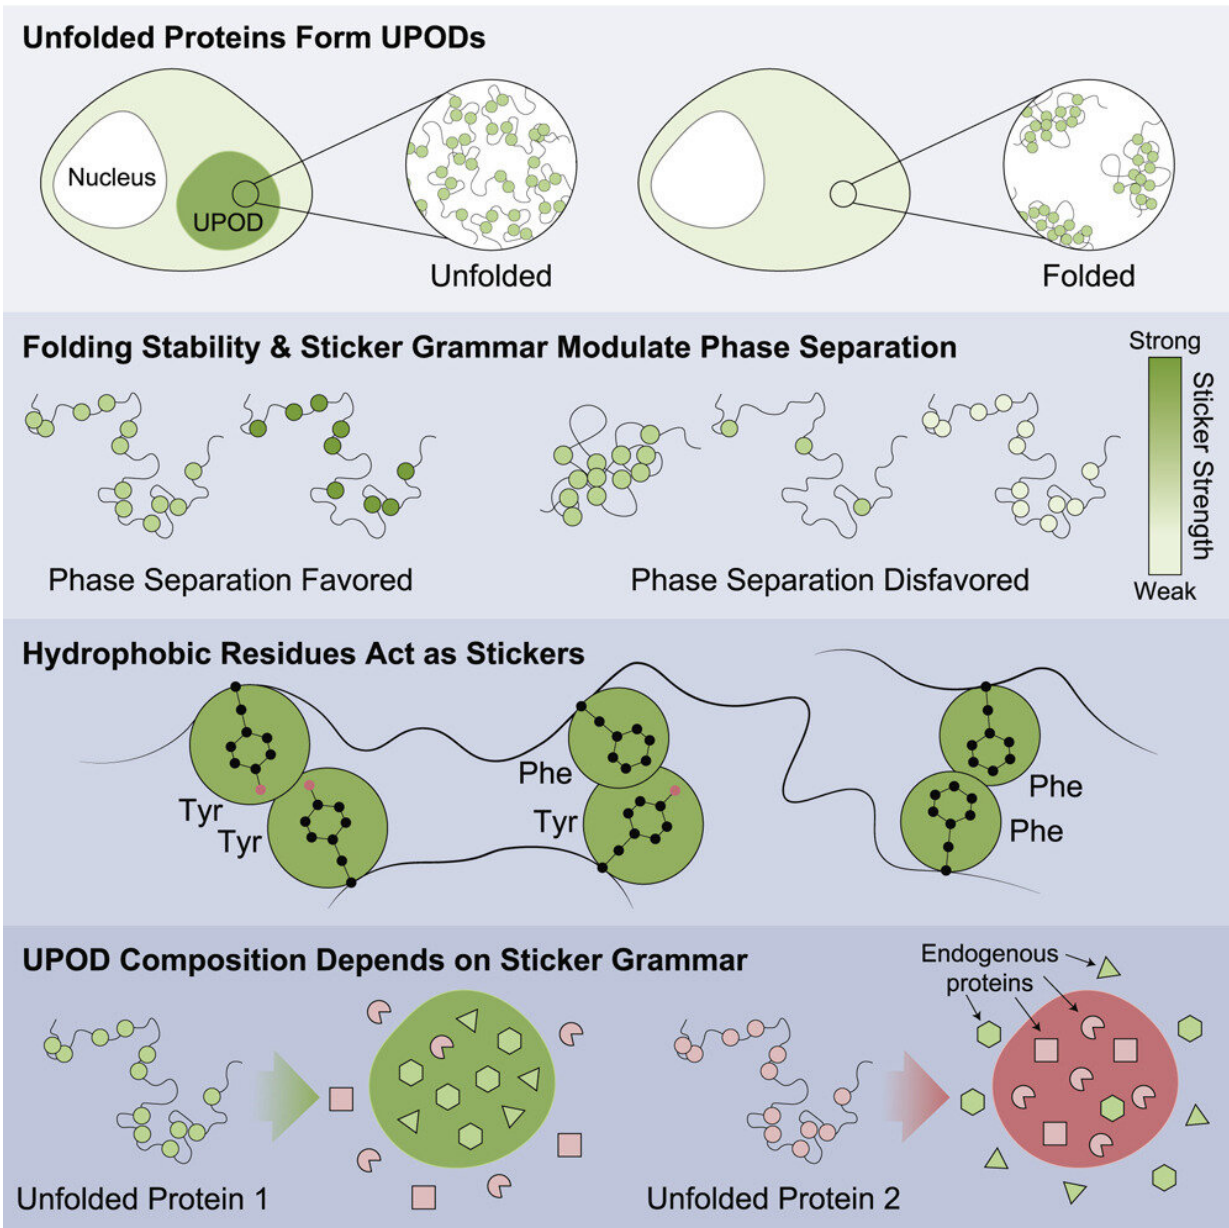 Unfolded Proteins Form UPODs
Nucleus
UPOD
Unfolded
Folded
Folding Stability & Sticker Grammar Modulate Phase Separation
Strong
Sticker Strength
Weak
Phase Separation Favored
Phase Separation Disfavored
Hydrophobic Residues Act as Stickers
Tyr
Tyr
Phe
Tyr
Phe
Phe
UPOD Composition Depends on Sticker Grammar
Endogenous
proteins
Unfolded Protein 1
Unfolded Protein 2